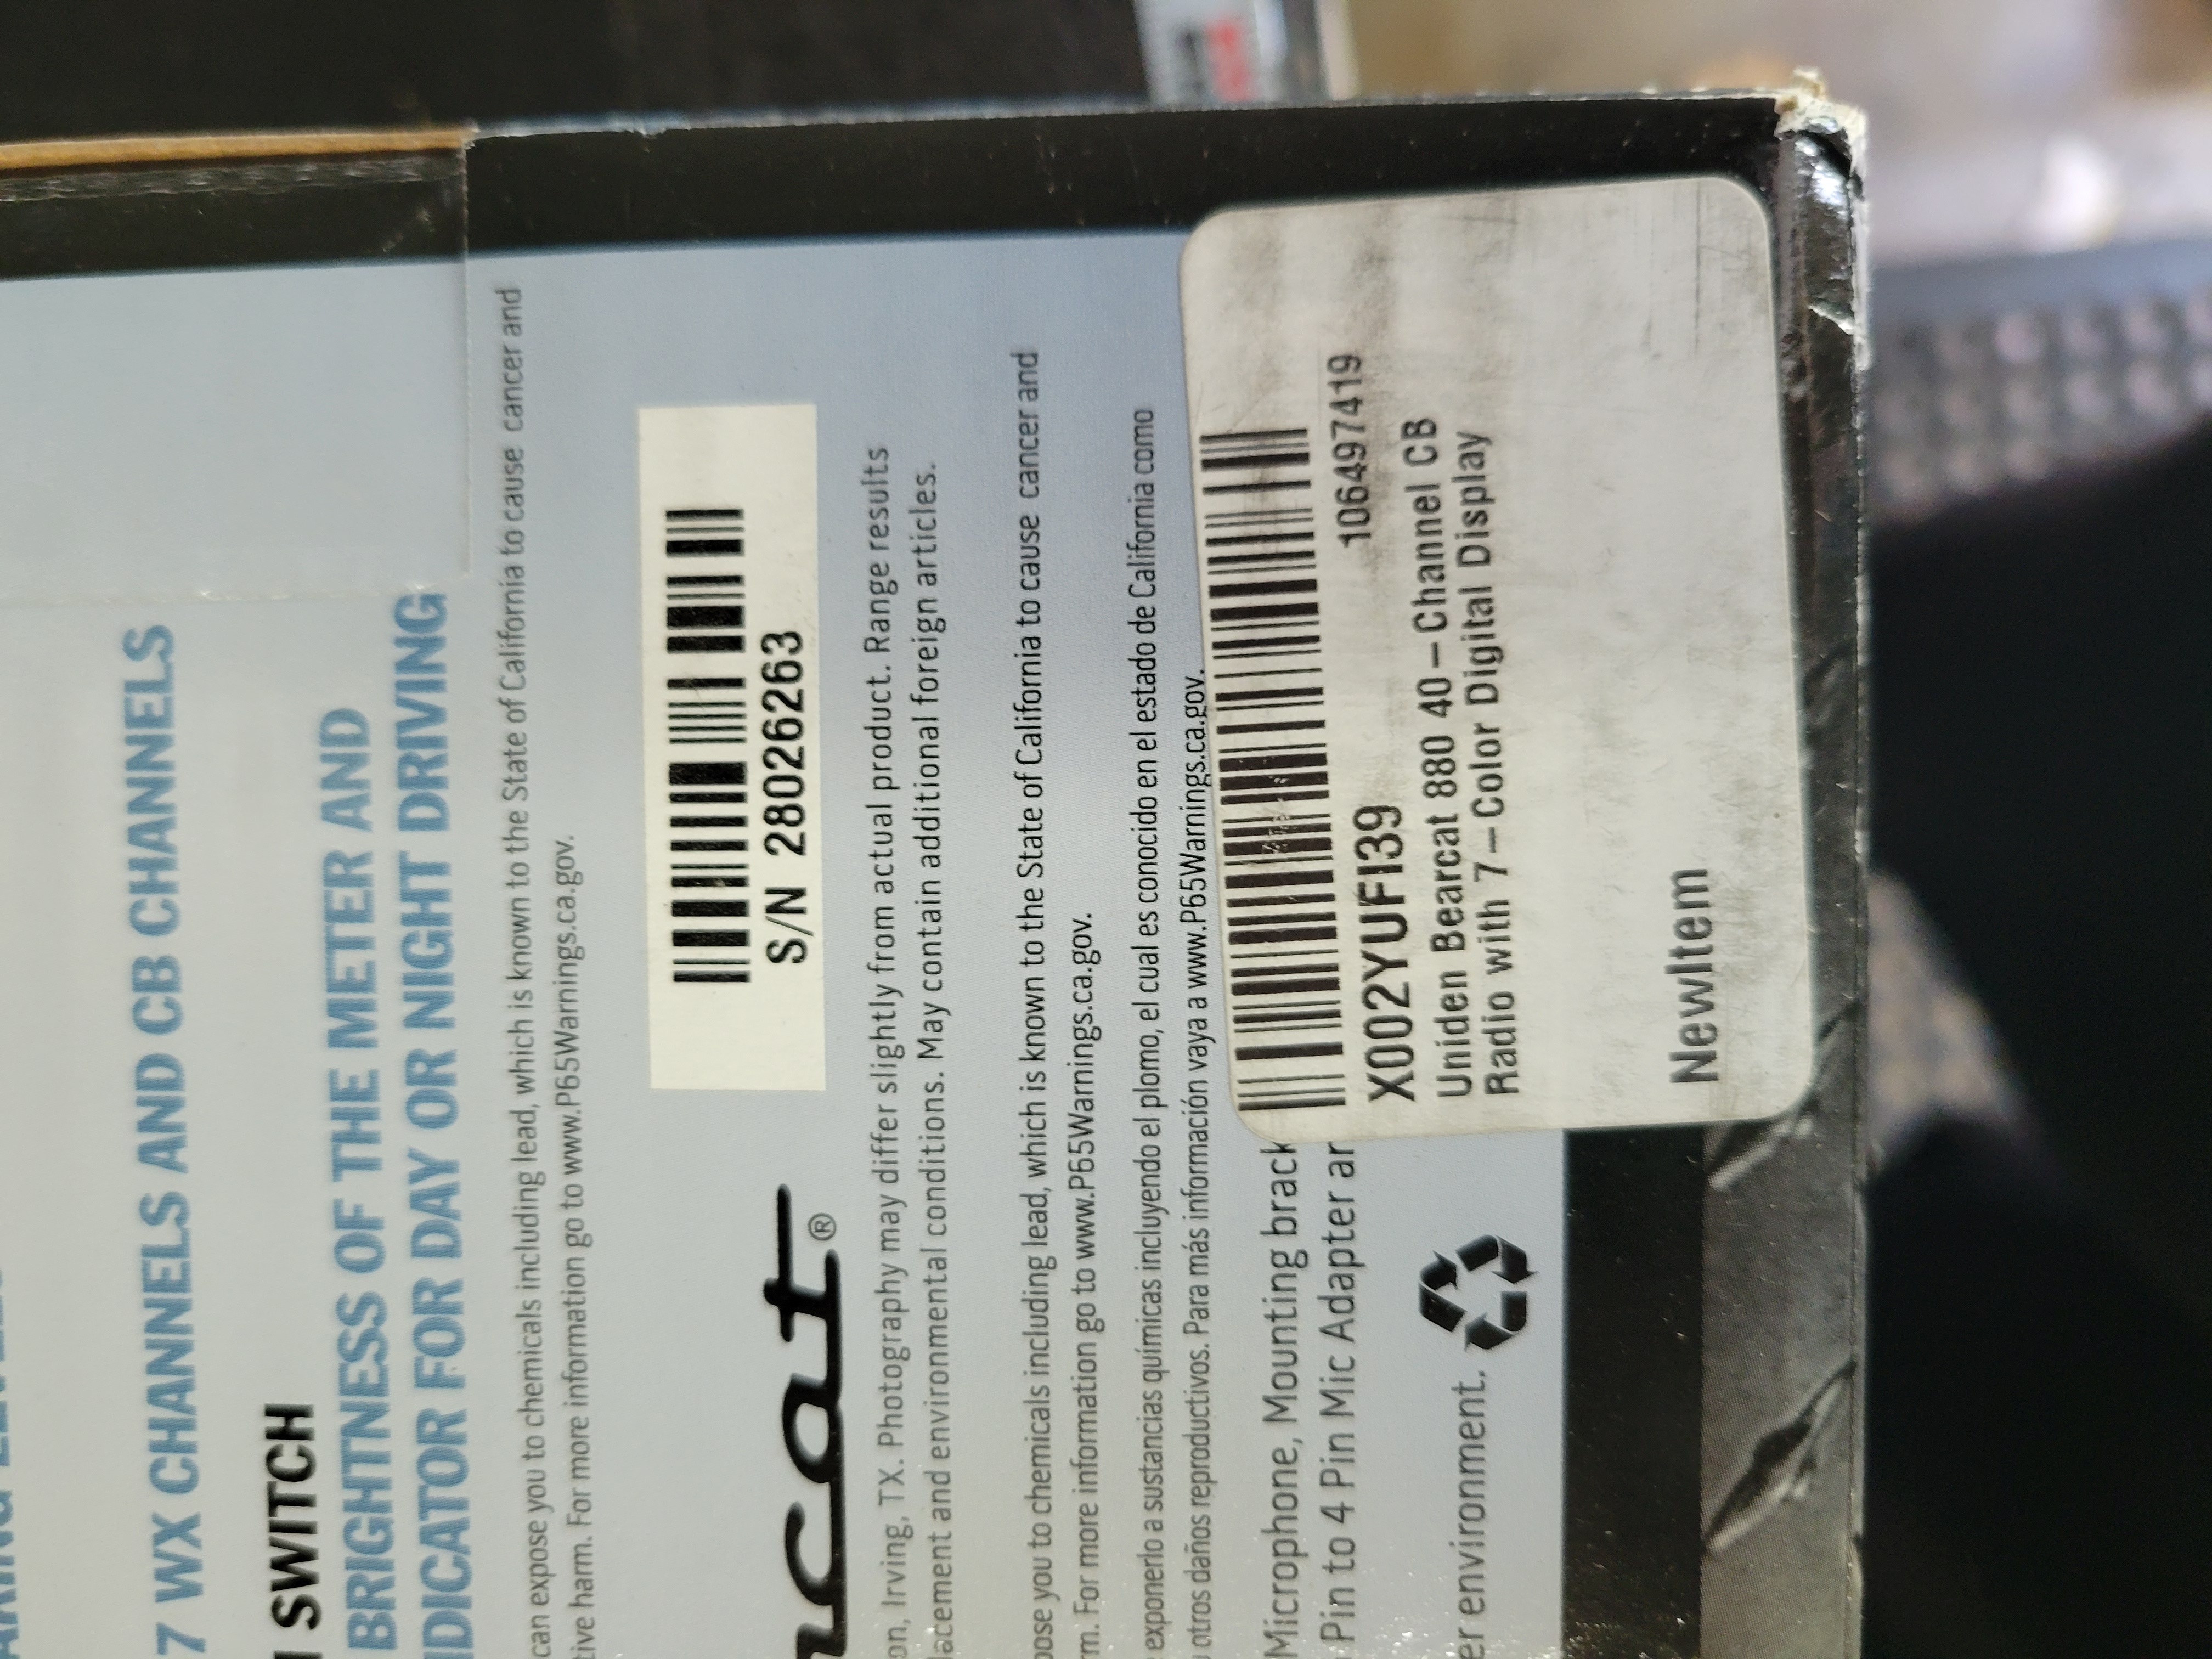 7 WX CHANNELS AND CB CHANNELS
SWITCH
BRIGHTNESS OF THE METER AND
FOR DAY OR NIGHT DRIVING
can expose you to chemicals including lead, which is known to the State of California to cause cancer and
tive harm. For more information go to www.P65Warnings.ca.gov.
S/N 28026263
cat®
on, Irving, TX. Photography may differ slightly from actual product. Range results
lacement and environmental conditions. May contain additional foreign articles.
pose you to chemicals including lead, which is known to the State of California to cause cancer and
m. For more information go to www.P65Warnings.ca.gov.
exponerlo a sustancias químicas incluyendo el plomo, el cual es conocido en el estado de California como
otros daños reproductivos. Para más información vaya a www.P65Warnings.ca.gov.
Microphone, Mounting brack
Pin to 4 Pin Mic Adapter ar
er environment.
1064974419
X002YUFI39
Uniden Bearcat 880 40-Channel CB
Radio with 7-Color Digital Display
NewItem